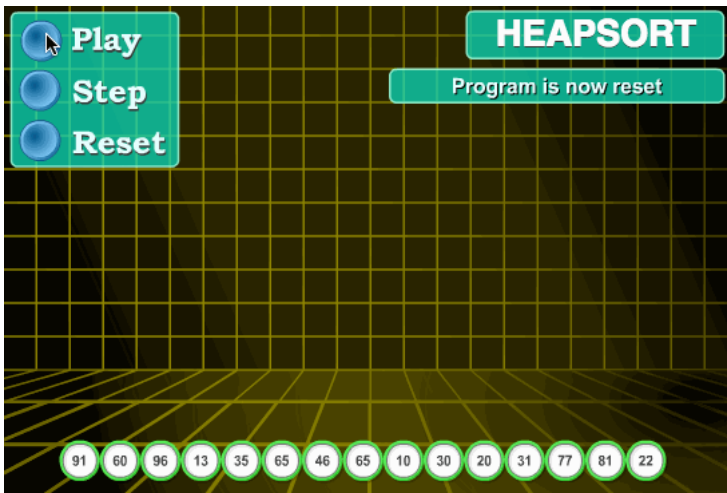 Play
Step
Reset
HEAPSORT
Program is now reset
91 60 96 13 35 65 46 65 10 30 20 31 77 81 22